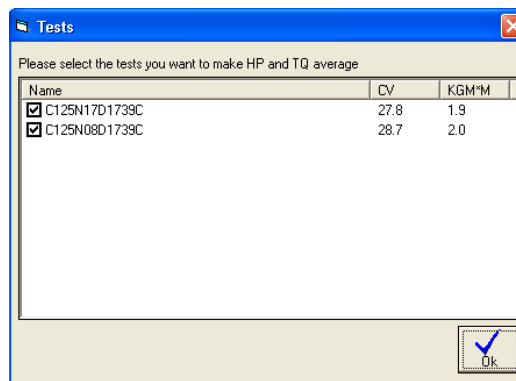 Tests
Please select the tests you want to make HP and TQ average
Name CV KGM*M
C125N17D1739C 27.8 1.9
C125N08D1739C 28.7 2.0
Ok